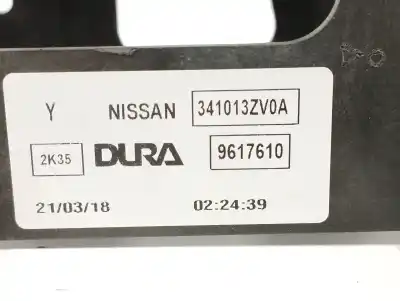 Y NISSAN 341013ZV0A
2K35 DURA 9617610
21/03/18 02:24:39